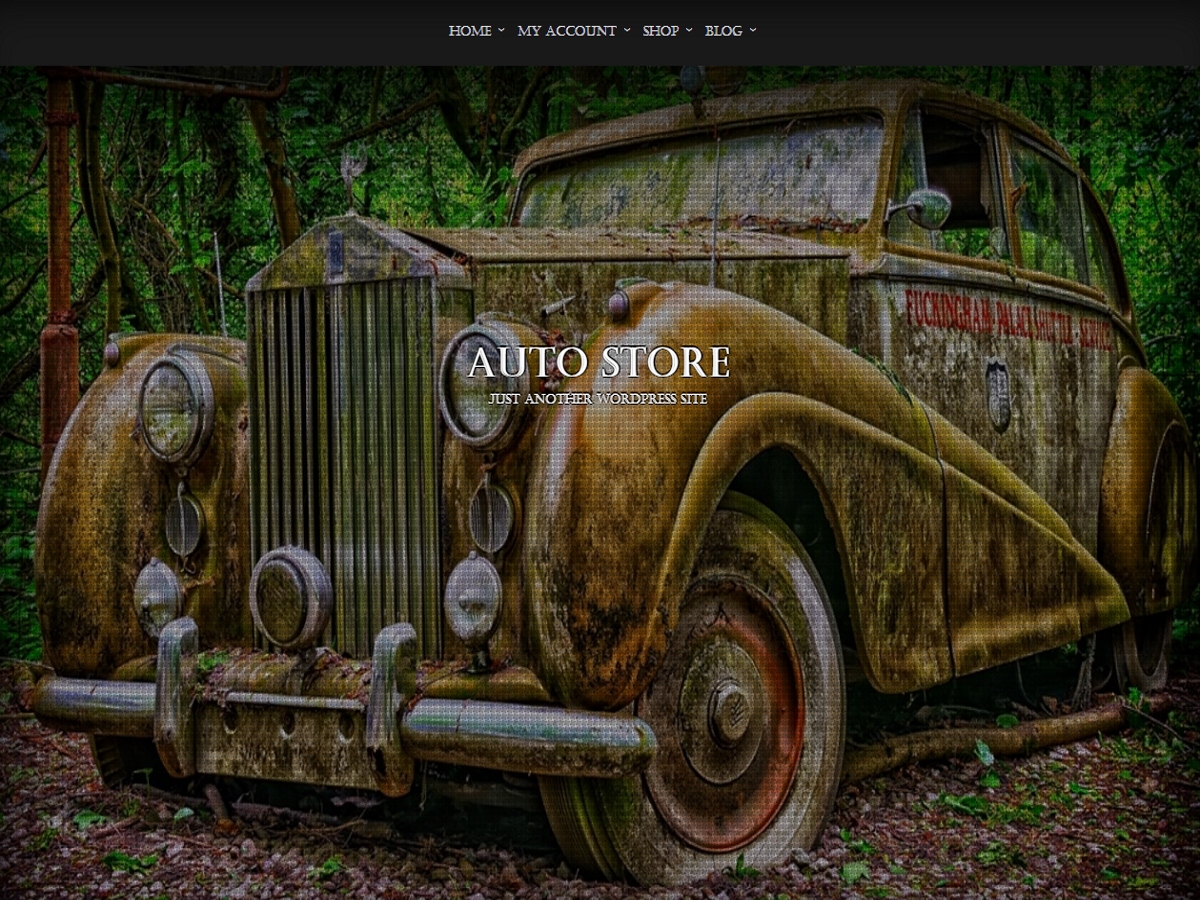 HOME MY ACCOUNT SHOP BLOG
FUCKINGHAM PALACE SHUTTLE - SERVICE
AUTO STORE
JUST ANOTHER WORDPRESS SITE